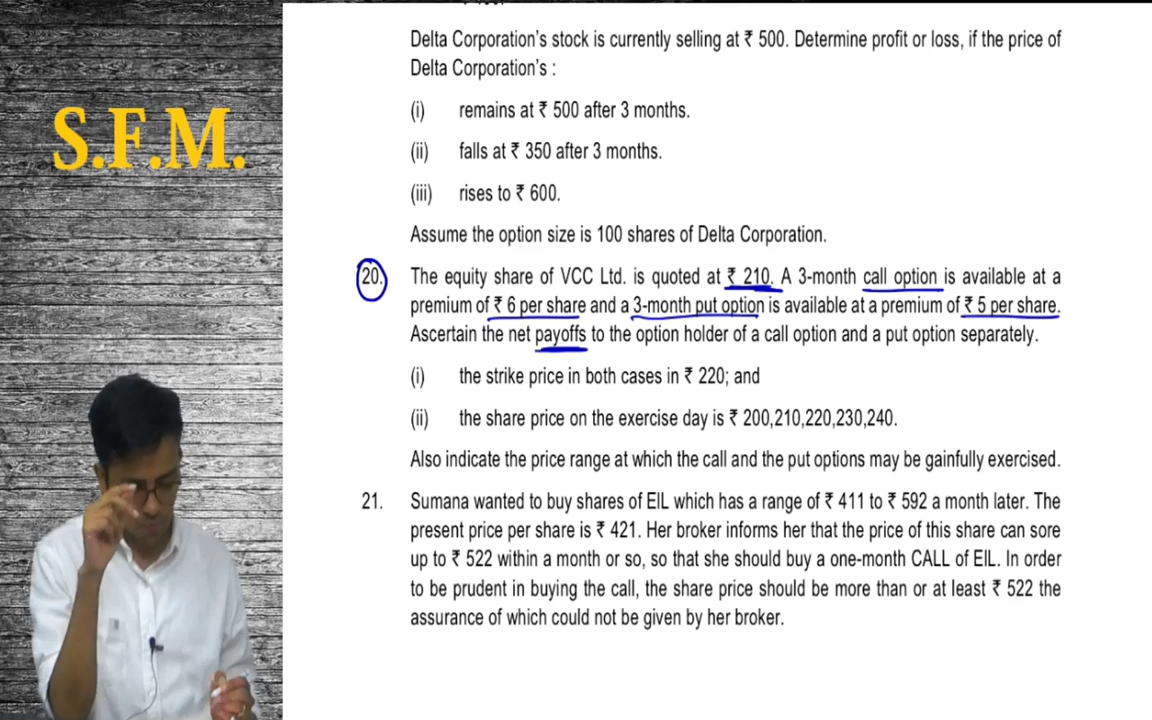 S.F.M.
Delta Corporation's stock is currently selling at ₹ 500. Determine profit or loss, if the price of
Delta Corporation's :
(i) remains at ₹ 500 after 3 months.
(ii) falls at ₹ 350 after 3 months.
(iii) rises to ₹ 600.
Assume the option size is 100 shares of Delta Corporation.
20. The equity share of VCC Ltd. is quoted at ₹ 210. A 3-month call option is available at a
premium of ₹ 6 per share and a 3-month put option is available at a premium of ₹ 5 per share.
Ascertain the net payoffs to the option holder of a call option and a put option separately.
(i) the strike price in both cases in ₹ 220; and
(ii) the share price on the exercise day is ₹ 200,210,220,230,240.
Also indicate the price range at which the call and the put options may be gainfully exercised.
21. Sumana wanted to buy shares of EIL which has a range of ₹ 411 to ₹ 592 a month later. The
present price per share is ₹ 421. Her broker informs her that the price of this share can sore
up to ₹ 522 within a month or so, so that she should buy a one-month CALL of EIL. In order
to be prudent in buying the call, the share price should be more than or at least ₹ 522 the
assurance of which could not be given by her broker.